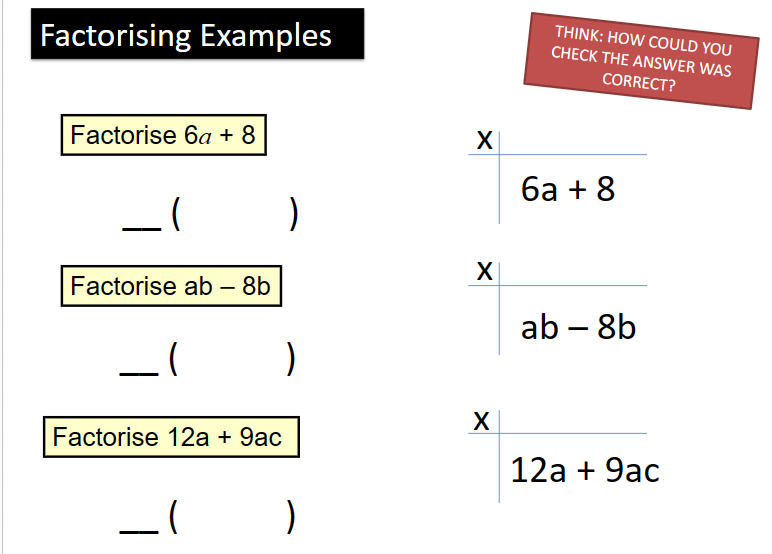 Factorising Examples
THINK: HOW COULD YOU
CHECK THE ANSWER WAS
CORRECT?
Factorise 6a + 8
__ (          )
x
6a + 8
Factorise ab – 8b
__ (          )
x
ab – 8b
Factorise 12a + 9ac
__ (          )
x
12a + 9ac